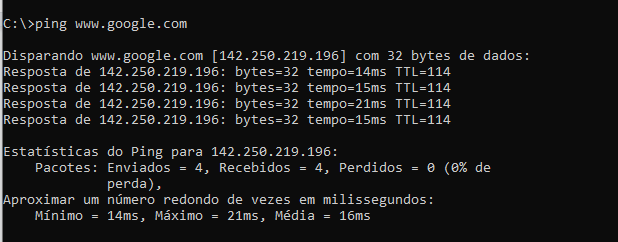 C:\>ping www.google.com
Disparando www.google.com [142.250.219.196] com 32 bytes de dados:
Resposta de 142.250.219.196: bytes=32 tempo=14ms TTL=114
Resposta de 142.250.219.196: bytes=32 tempo=15ms TTL=114
Resposta de 142.250.219.196: bytes=32 tempo=21ms TTL=114
Resposta de 142.250.219.196: bytes=32 tempo=15ms TTL=114
Estatísticas do Ping para 142.250.219.196:
Pacotes: Enviados = 4, Recebidos = 4, Perdidos = 0 (0% de
perda),
Aproximar um número redondo de vezes em milissegundos:
Mínimo = 14ms, Máximo = 21ms, Média = 16ms